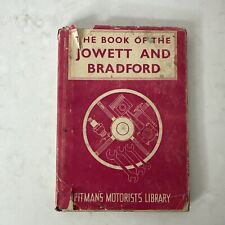 THE BOOK OF THE
JOWETT AND
BRADFORD
PITMANS MOTORISTS LIBRARY